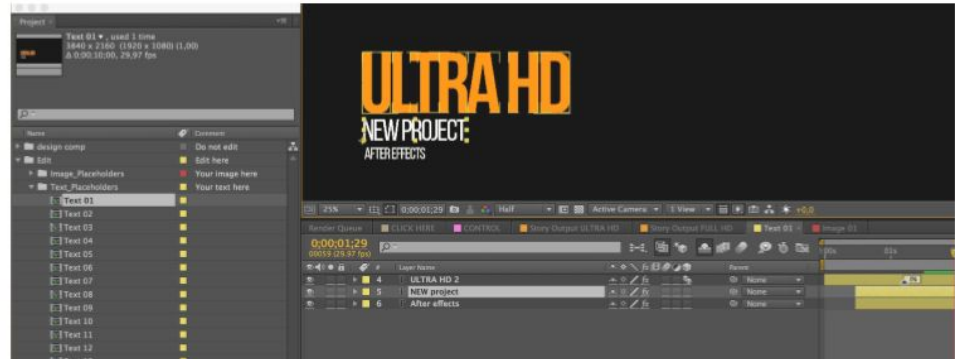 Project
Text 01 ▾ , used 1 time
3840 x 2160 (1920 x 1080) (1,00)
Δ 0;00;10;00, 29,97 fps
Name Comment
design comp Do not edit
Edit Edit here
Image_Placeholders Your image here
Text_Placeholders Your text here
Text 01
Text 02
Text 03
Text 04
Text 05
Text 06
Text 07
Text 08
Text 09
Text 10
Text 11
Text 12
ULTRA HD
NEW PROJECT
AFTER EFFECTS
25% 0;00;01;29 Half Active Camera 1 View +0,0
Render Queue CLICK HERE CONTROL Story Output ULTRA HD Story Output FULL HD Text 01 Image 01
0;00;01;29
00059 (29.97 fps)
# Layer Name Parent
4 ULTRA HD 2 None
5 NEW project None
6 After effects None